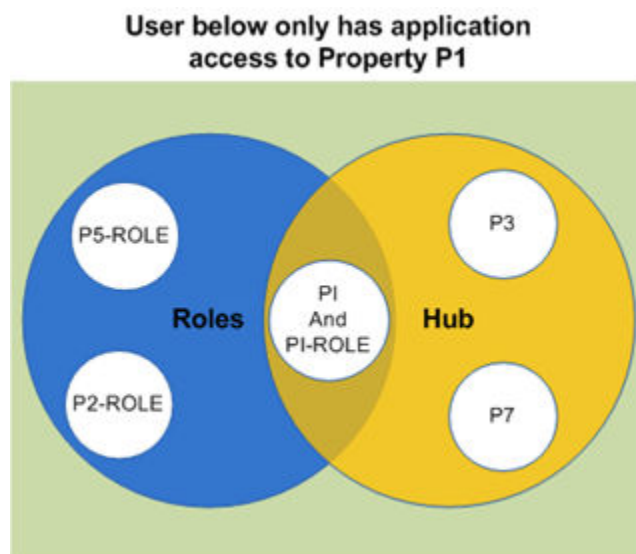 User below only has application
access to Property P1
P5-ROLE
P3
Roles
PI
And
PI-ROLE
Hub
P2-ROLE
P7